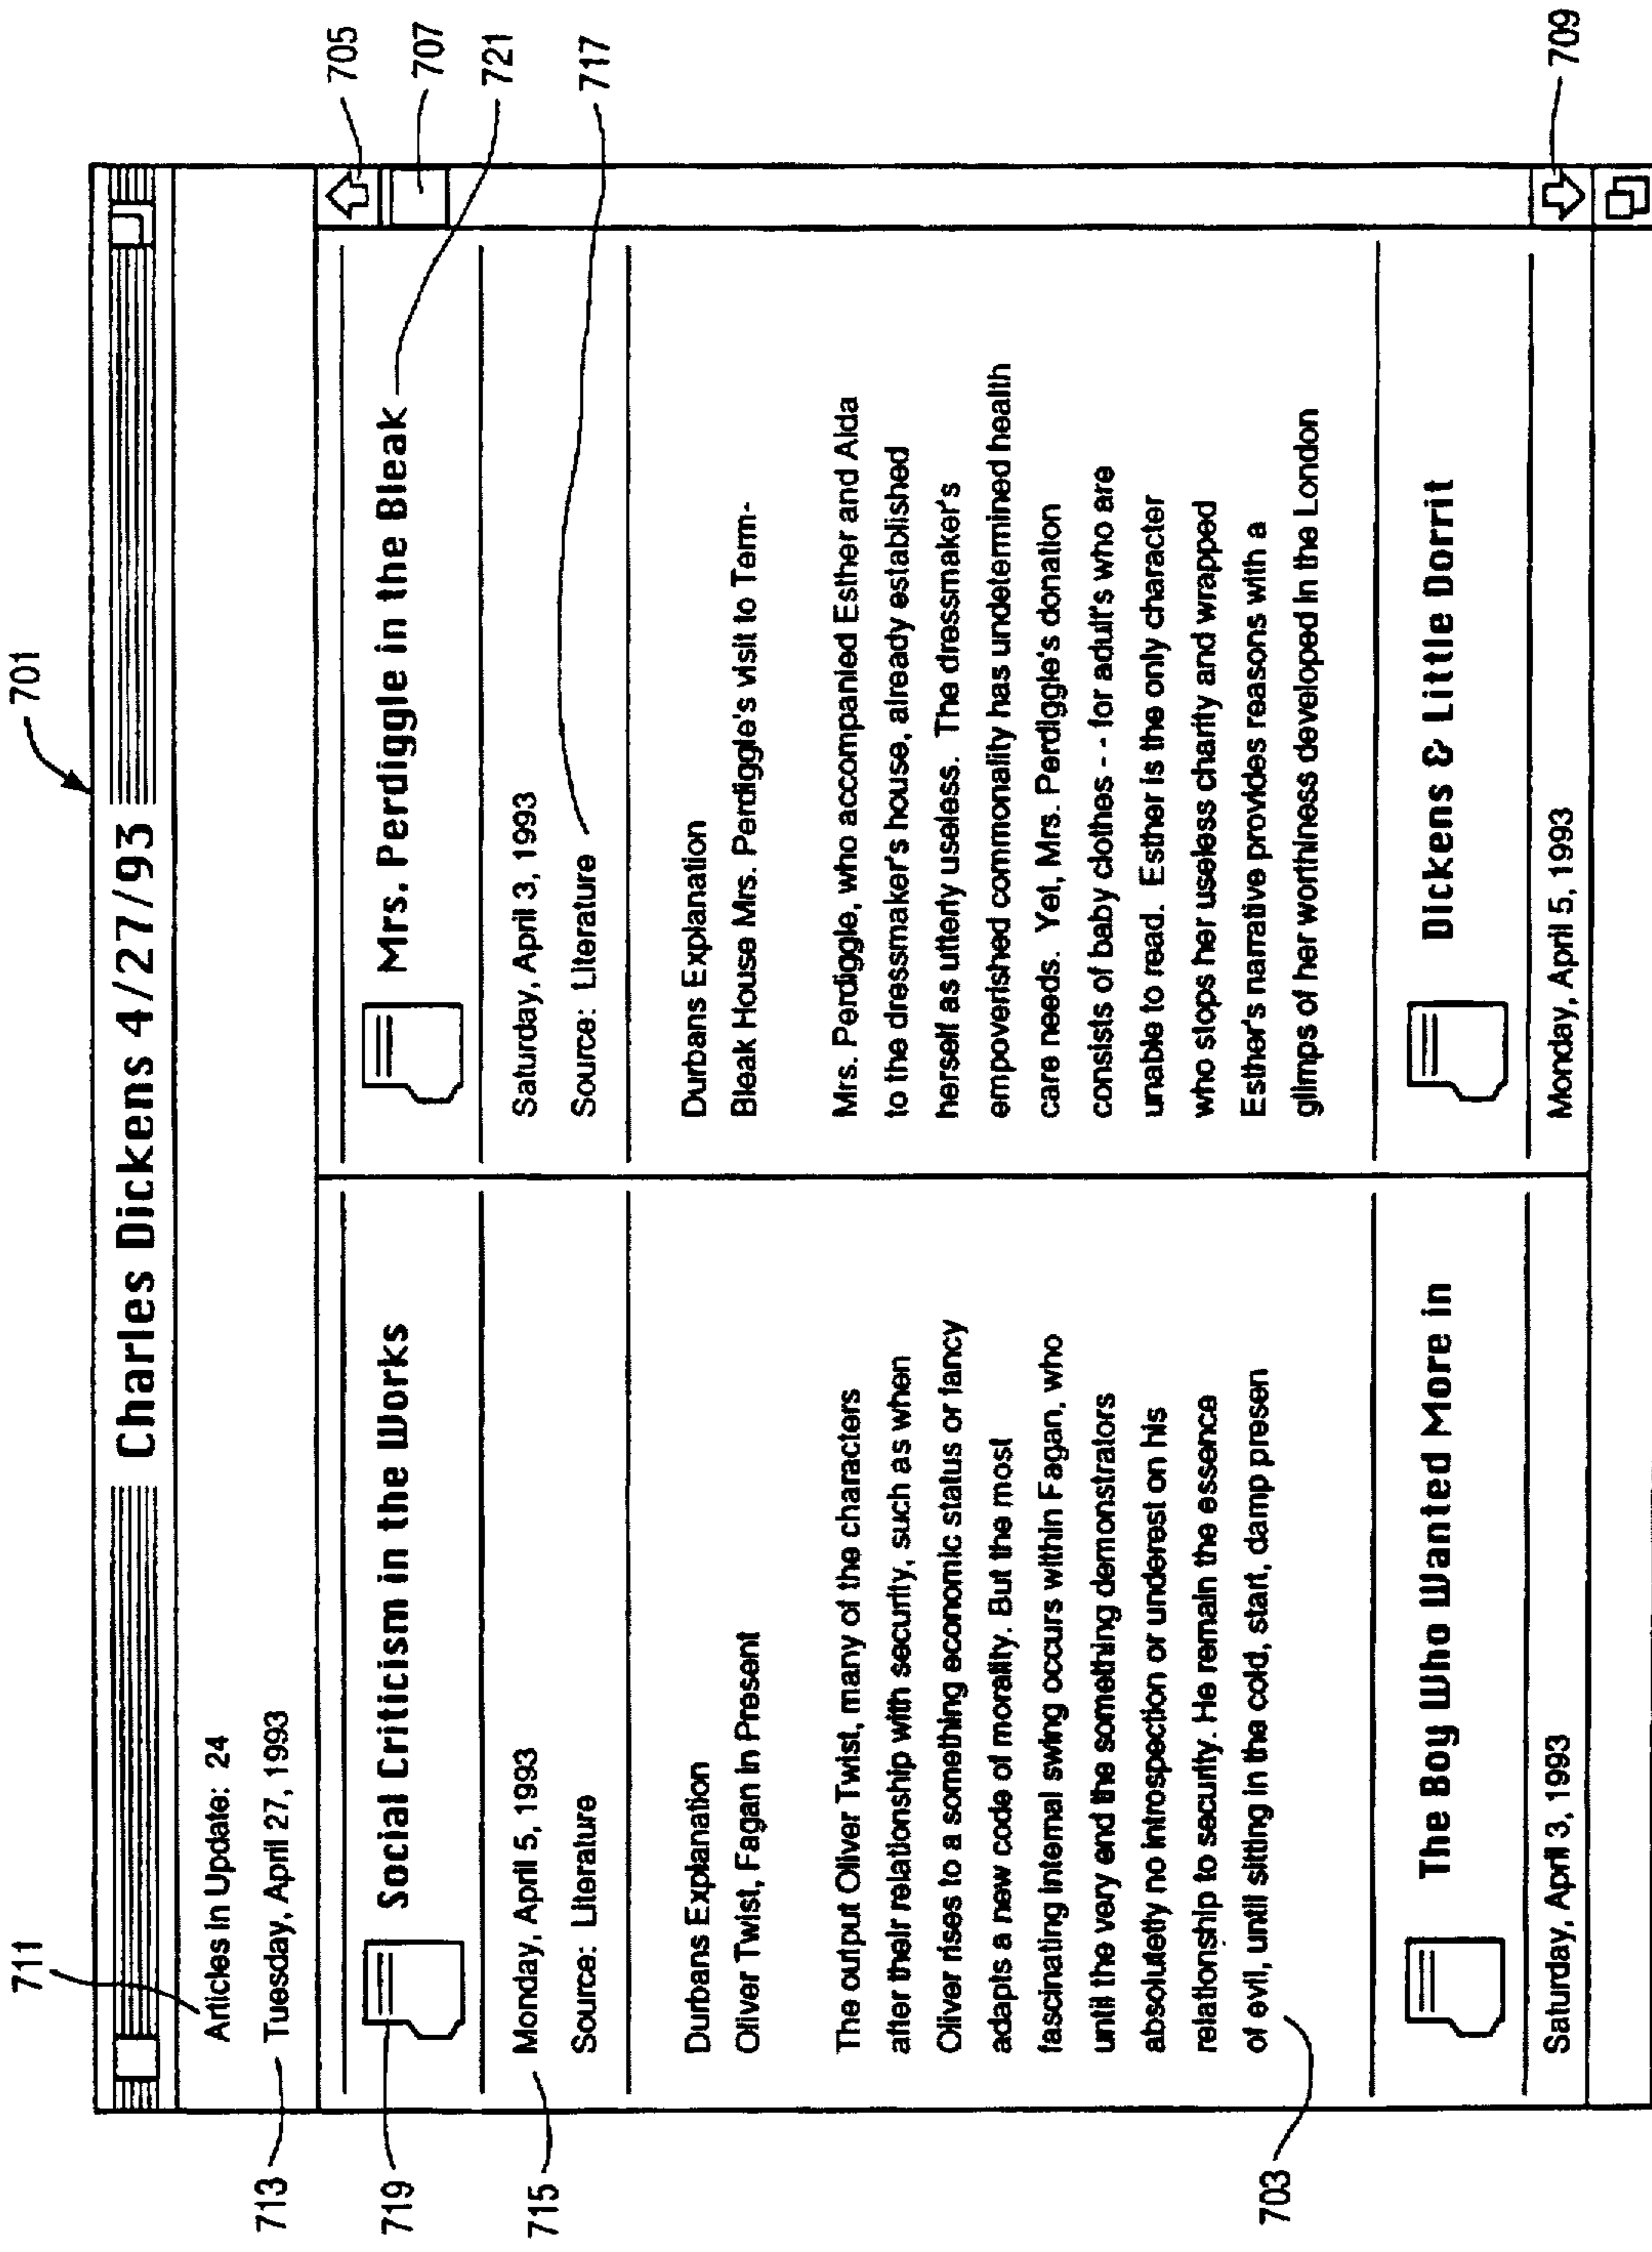 701
Charles Dickens 4/27/93
711
Articles In Update: 24
713
Tuesday, April 27, 1993
719
Social Criticism in the Works
715
Monday, April 5, 1993
Source: Literature
Durbans Explanation
Oliver Twist, Fagan In Present
The output Oliver Twist, many of the characters
after their relationship with security, such as when
Oliver rises to a something economic status or fancy
adapts a new code of morality. But the most
fascinating internal swing occurs within Fagan, who
until the very end the something demonstrators
absolutetly no introspection or underest on his
relationship to security. He remain the essence
of evil, until sitting in the cold, start, damp presen
703
The Boy Who Wanted More in
Saturday, April 3, 1993
Mrs. Perdiggle in the Bleak
Saturday, April 3, 1993
Source: Literature
Durbans Explanation
Bleak House Mrs. Perdiggle's visit to Term-
Mrs. Perdiggle, who accompanied Esther and Alda
to the dressmaker's house, already established
herself as utterly useless. The dressmaker's
empoverished commonality has undetermined health
care needs. Yet, Mrs. Perdiggle's donation
consists of baby clothes - - for adult's who are
unable to read. Esther is the only character
who stops her useless charity and wrapped
Esther's narrative provides reasons with a
glimps of her worthiness developed in the London
Dickens & Little Dorrit
Monday, April 5, 1993
705
707
721
717
709